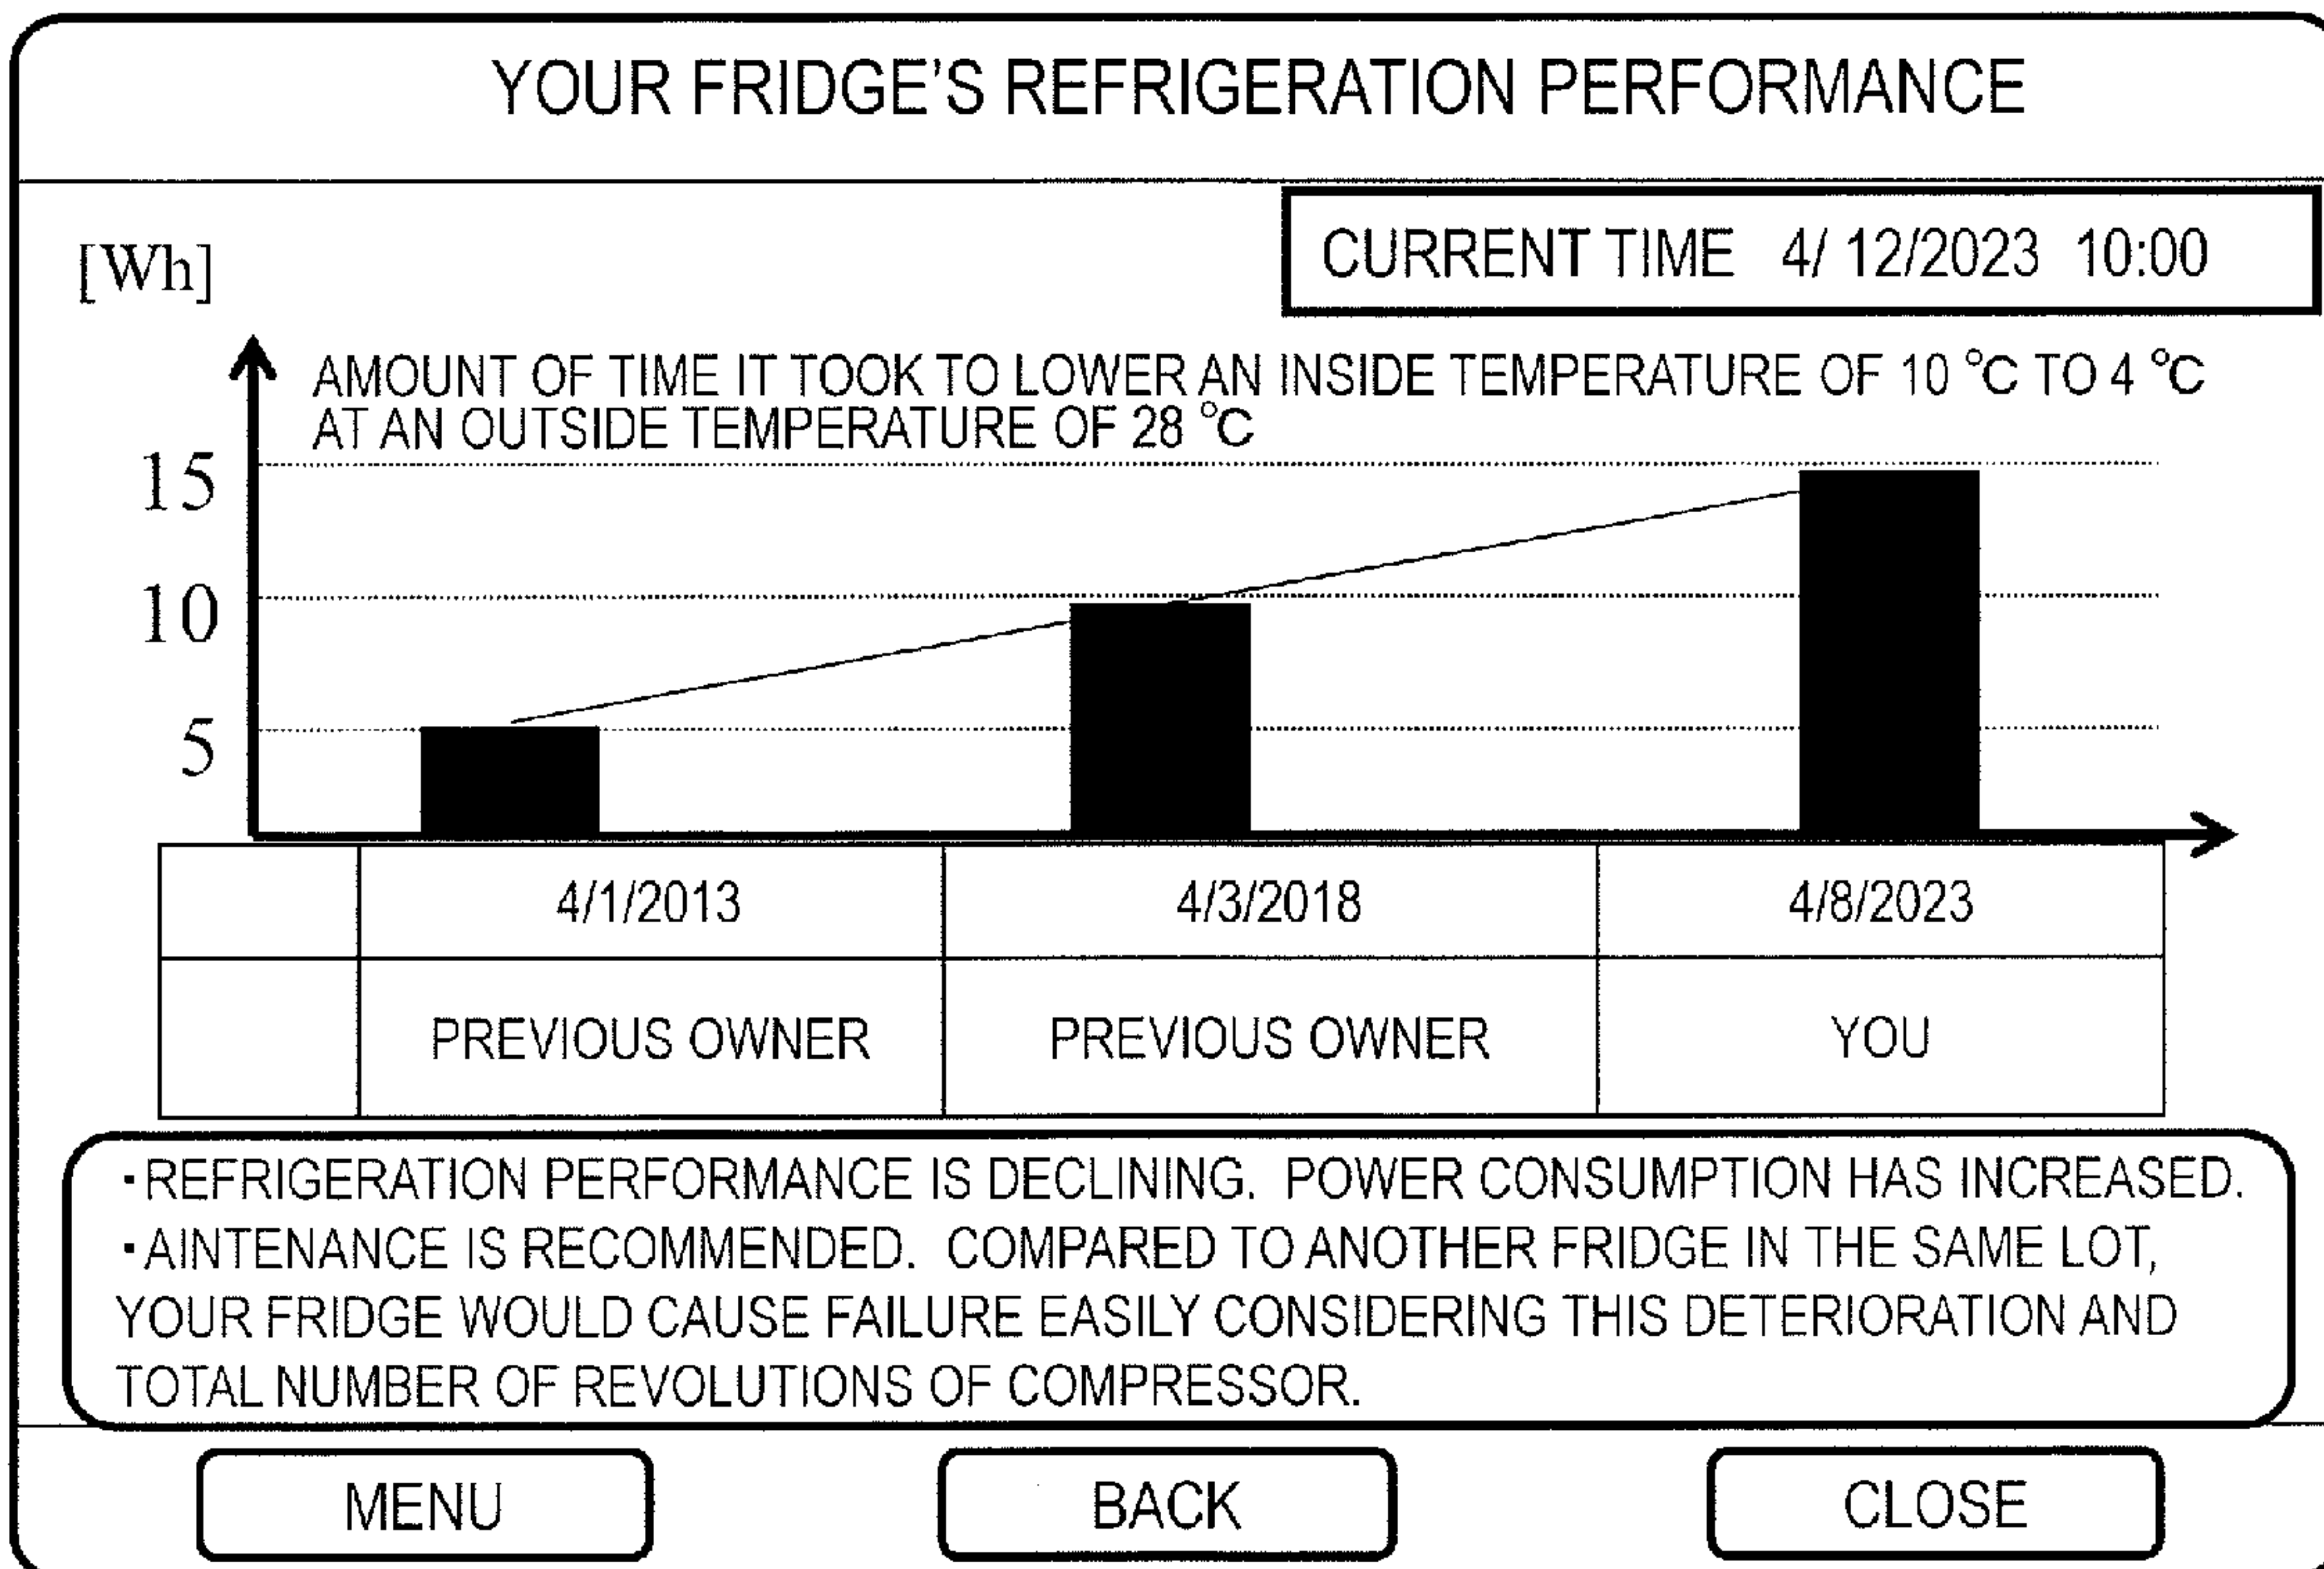 YOUR FRIDGE'S REFRIGERATION PERFORMANCE
CURRENT TIME 4/ 12/2023 10:00
[Wh]
AMOUNT OF TIME IT TOOK TO LOWER AN INSIDE TEMPERATURE OF 10 °C TO 4 °C
AT AN OUTSIDE TEMPERATURE OF 28 °C
15
10
5
4/1/2013 4/3/2018 4/8/2023
PREVIOUS OWNER PREVIOUS OWNER YOU
・REFRIGERATION PERFORMANCE IS DECLINING. POWER CONSUMPTION HAS INCREASED.
・AINTENANCE IS RECOMMENDED. COMPARED TO ANOTHER FRIDGE IN THE SAME LOT,
YOUR FRIDGE WOULD CAUSE FAILURE EASILY CONSIDERING THIS DETERIORATION AND
TOTAL NUMBER OF REVOLUTIONS OF COMPRESSOR.
MENU BACK CLOSE